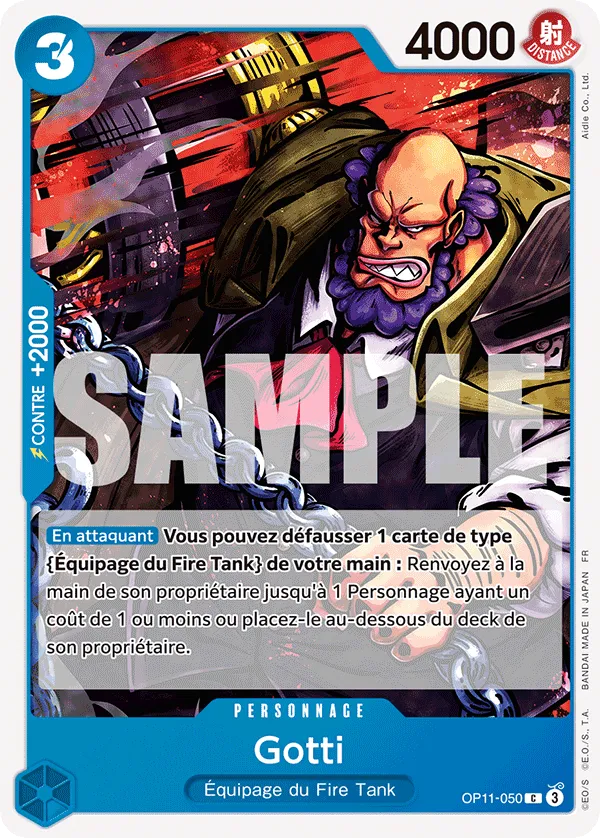 3
4000
射
DISTANCE
Aidle Co., Ltd.
CONTRE +2000
SAMPLE
En attaquant Vous pouvez défausser 1 carte de type
{Équipage du Fire Tank} de votre main : Renvoyez à la
main de son propriétaire jusqu'à 1 Personnage ayant un
coût de 1 ou moins ou placez-le au-dessous du deck de
son propriétaire.
PERSONNAGE
Gotti
Équipage du Fire Tank
OP11-050 C 3
©EO/S ©E.O./S., T.A. BANDAI MADE IN JAPAN FR